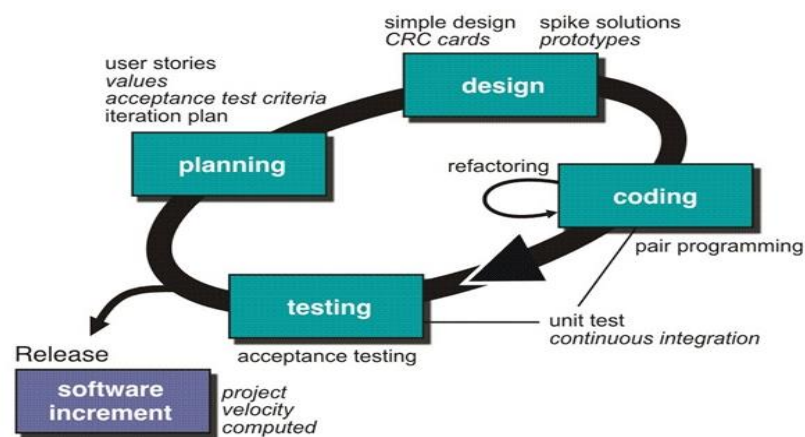 simple design
CRC cards
spike solutions
prototypes
user stories
values
acceptance test criteria
iteration plan
design
planning
refactoring
coding
pair programming
testing
unit test
continuous integration
acceptance testing
Release
software
increment
project
velocity
computed